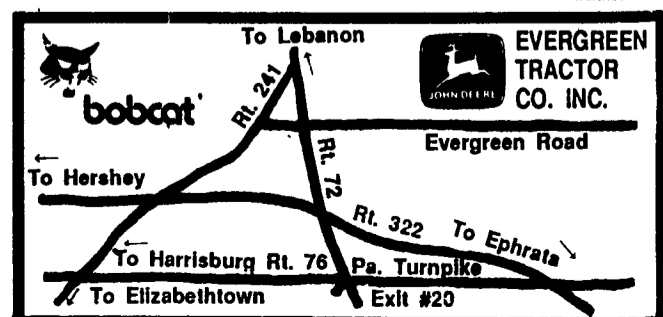 To Lebanon
bobcat
JOHN DEERE
EVERGREEN
TRACTOR
CO. INC.
Rt. 241
Evergreen Road
Rt. 72
To Hershey
Rt. 322
To Ephrata
To Harrisburg Rt. 76
Pa. Turnpike
To Elizabethtown
Exit #20